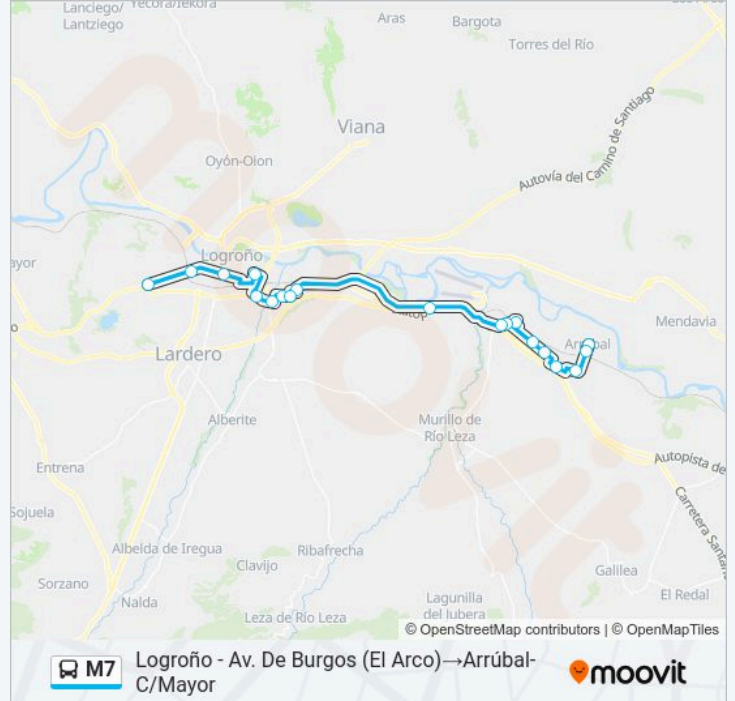 Lanciego/
Lantziego
Yécora/Iekora
Aras
Bargota
Torres del Río
Viana
Oyón-Oion
Autovía del Camino de Santiago
Logroño
Mendavia
Arrúbal
Lardero
Alberite
Murillo de
Río Leza
Entrena
Autopista de
Carretera Santan
Sojuela
Albelda de Iregua
Ribafrecha
Clavijo
Galilea
Sorzano
Nalda
Leza de Río Leza
Lagunilla
del Jubera
El Redal
© OpenStreetMap contributors | © OpenMapTiles
M7
Logroño - Av. De Burgos (El Arco)→Arrúbal-
C/Mayor
moovit